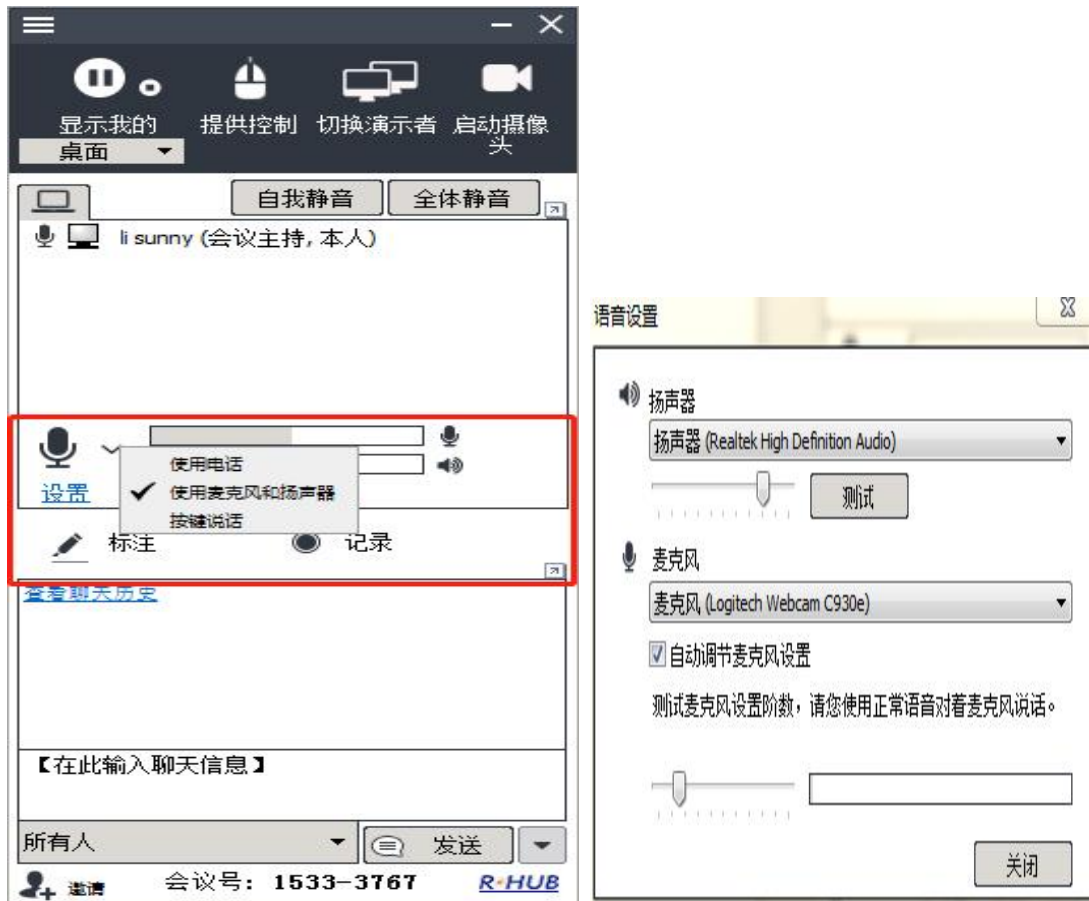 显示我的
桌面
提供控制
切换演示者
启动摄像
头
自我静音
全体静音
li sunny (会议主持, 本人)
使用电话
设置
使用麦克风和扬声器
按键说话
标注
记录
查看聊天历史
【在此输入聊天信息】
所有人
发送
邀请
会议号: 1533-3767
R-HUB
语音设置
扬声器
扬声器 (Realtek High Definition Audio)
测试
麦克风
麦克风 (Logitech Webcam C930e)
自动调节麦克风设置
测试麦克风设置阶数，请您使用正常语音对着麦克风说话。
关闭